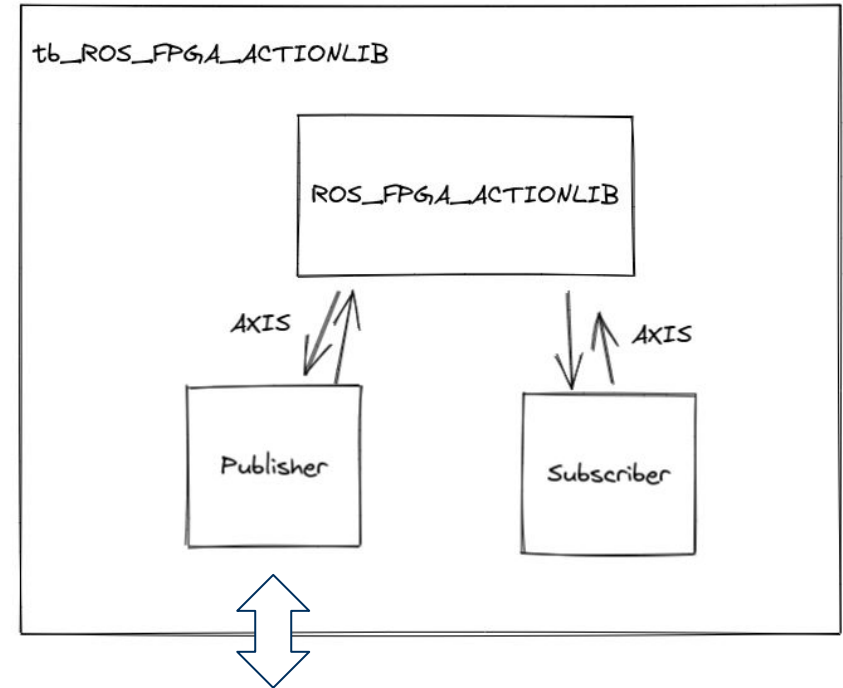 tb_ROS_FPGA_ACTIONLIB
ROS_FPGA_ACTIONLIB
AXIS
AXIS
Publisher
Subscriber